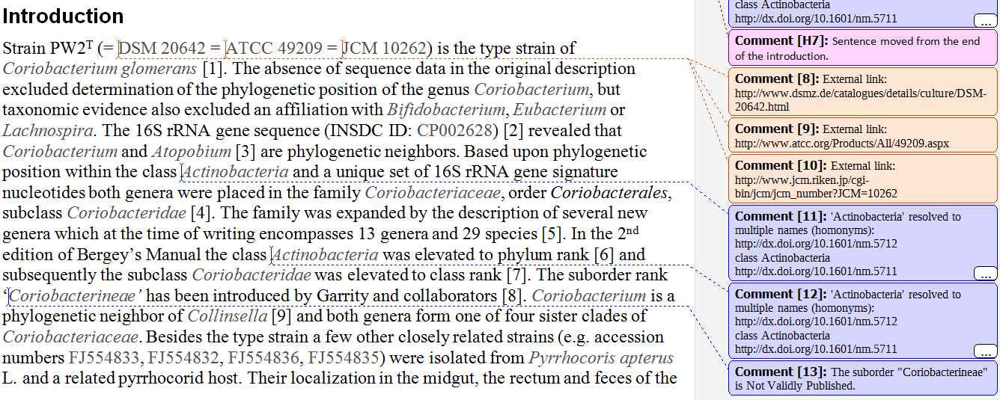 Introduction
Strain PW2ᵀ (= DSM 20642 = ATCC 49209 = JCM 10262) is the type strain of
Coriobacterium glomerans [1]. The absence of sequence data in the original description
excluded determination of the phylogenetic position of the genus Coriobacterium, but
taxonomic evidence also excluded an affiliation with Bifidobacterium, Eubacterium or
Lachnospira. The 16S rRNA gene sequence (INSDC ID: CP002628) [2] revealed that
Coriobacterium and Atopobium [3] are phylogenetic neighbors. Based upon phylogenetic
position within the class Actinobacteria and a unique set of 16S rRNA gene signature
nucleotides both genera were placed in the family Coriobacteriaceae, order Coriobacterales,
subclass Coriobacteridae [4]. The family was expanded by the description of several new
genera which at the time of writing encompasses 13 genera and 29 species [5]. In the 2ⁿᵈ
edition of Bergey’s Manual the class Actinobacteria was elevated to phylum rank [6] and
subsequently the subclass Coriobacteridae was elevated to class rank [7]. The suborder rank
‘Coriobacterineae’ has been introduced by Garrity and collaborators [8]. Coriobacterium is a
phylogenetic neighbor of Collinsella [9] and both genera form one of four sister clades of
Coriobacteriaceae. Besides the type strain a few other closely related strains (e.g. accession
numbers FJ554833, FJ554832, FJ554836, FJ554835) were isolated from Pyrrhocoris apterus
L. and a related pyrrhocorid host. Their localization in the midgut, the rectum and feces of the
class Actinobacteria
http://dx.doi.org/10.1601/nm.5711
...
Comment [H7]: Sentence moved from the end
of the introduction.
Comment [8]: External link:
http://www.dsmz.de/catalogues/details/culture/DSM-
20642.html
Comment [9]: External link:
http://www.atcc.org/Products/All/49209.aspx
Comment [10]: External link:
http://www.jcm.riken.jp/cgi-
bin/jcm/jcm_number?JCM=10262
Comment [11]: 'Actinobacteria' resolved to
multiple names (homonyms):
http://dx.doi.org/10.1601/nm.5712
class Actinobacteria
http://dx.doi.org/10.1601/nm.5711
...
Comment [12]: 'Actinobacteria' resolved to
multiple names (homonyms):
http://dx.doi.org/10.1601/nm.5712
class Actinobacteria
http://dx.doi.org/10.1601/nm.5711
...
Comment [13]: The suborder "Coriobacterineae"
is Not Validly Published.